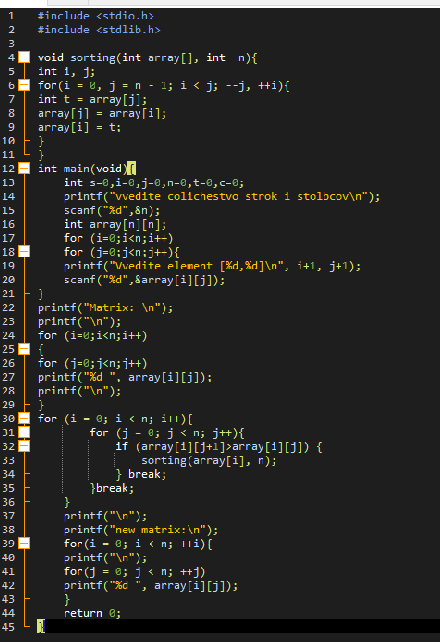 1 #include <stdio.h>
2 #include <stdlib.h>
3
4 void sorting(int array[], int n){
5 int i, j;
6 for(i = 0, j = n - 1; i < j; --j, ++i){
7 int t = array[j];
8 array[j] = array[i];
9 array[i] = t;
10 }
11 }
12 int main(void){
13 int s=0,i=0,j=0,n=0,t=0,c=0;
14 printf("Vvedite colichestvo strok i stolbcov\n");
15 scanf("%d",&n);
16 int array[n][n];
17 for (i=0;i<n;i++)
18 for (j=0;j<n;j++){
19 printf("Vvedite element [%d,%d]\n", i+1, j+1);
20 scanf("%d",&array[i][j]);
21 }
22 printf("Matrix: \n");
23 printf("\n");
24 for (i=0;i<n;i++)
25 {
26 for (j=0;j<n;j++)
27 printf("%d ", array[i][j]);
28 printf("\n");
29 }
30 for (i = 0; i < n; i++){
31 for (j = 0; j < n; j++){
32 if (array[i][j+1]>array[i][j]) {
33 sorting(array[i], n);
34 } break;
35 }break;
36 }
37 printf("\n");
38 printf("new matrix:\n");
39 for(i = 0; i < n; ++i){
40 printf("\n");
41 for(j = 0; j < n; ++j)
42 printf("%d ", array[i][j]);
43 }
44 return 0;
45 }